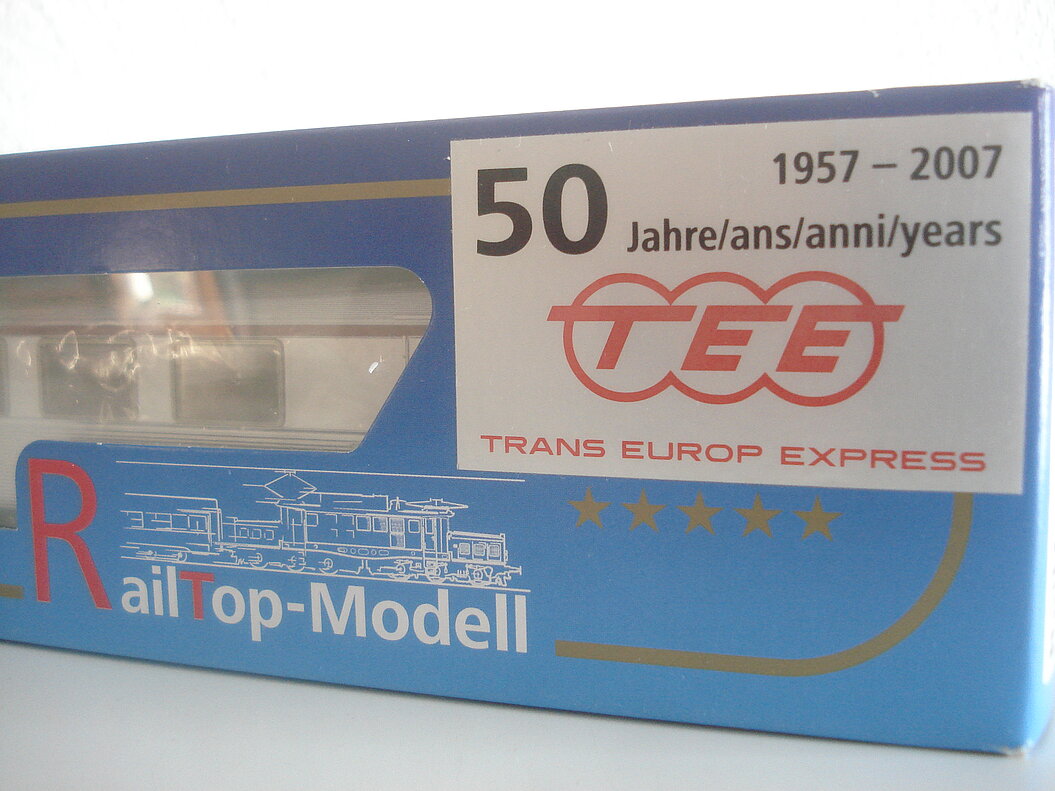 1957 – 2007
50 Jahre/ans/anni/years
TEE
TRANS EUROP EXPRESS
RailTop-Modell